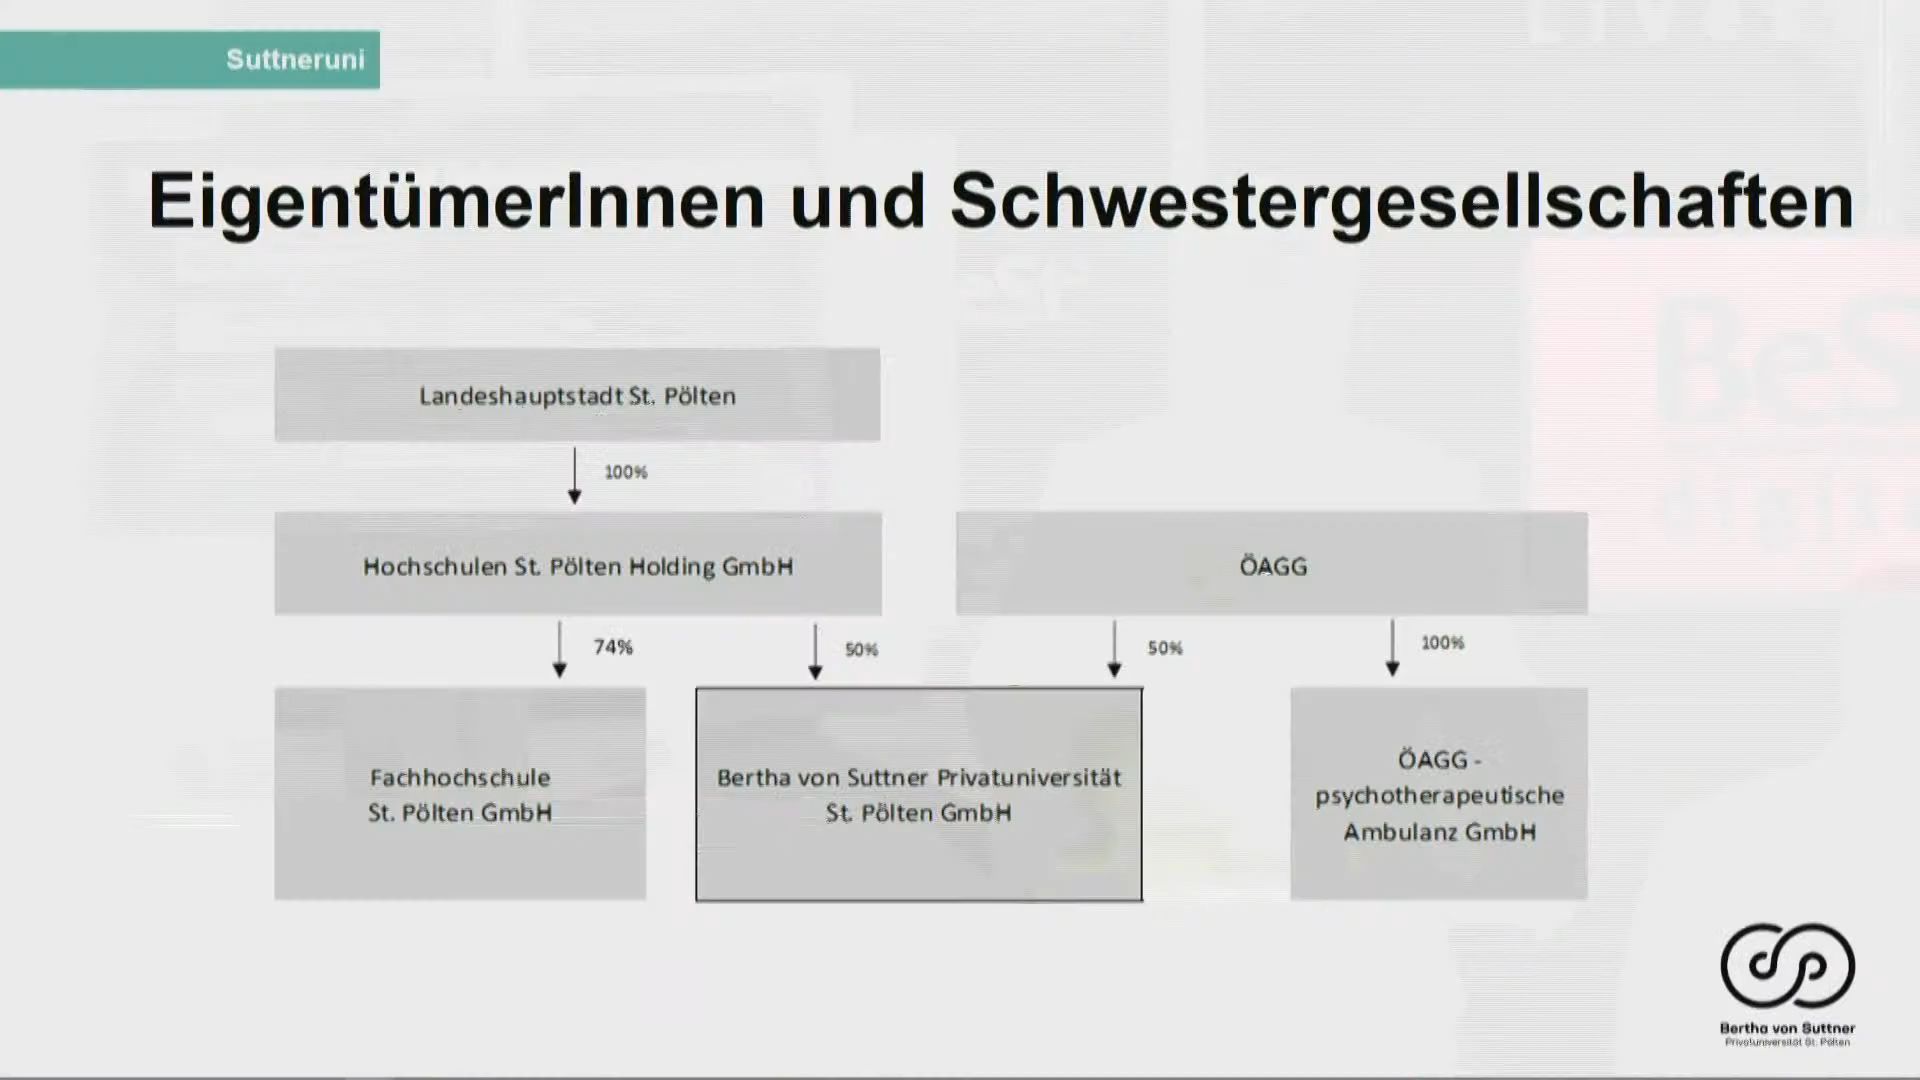 Suttneruni
EigentümerInnen und Schwestergesellschaften
Landeshauptstadt St. Pölten
100%
Hochschulen St. Pölten Holding GmbH
ÖAGG
74%
50%
50%
100%
Fachhochschule
St. Pölten GmbH
Bertha von Suttner Privatuniversität
St. Pölten GmbH
ÖAGG -
psychotherapeutische
Ambulanz GmbH
BeS
digit
Bertha von Suttner
Privatuniversität St. Pölten